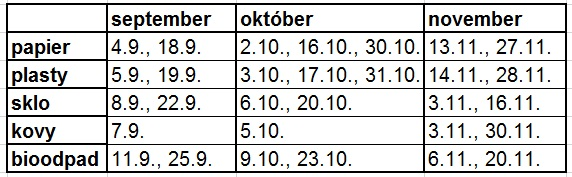 september október november
papier 4.9., 18.9. 2.10., 16.10., 30.10. 13.11., 27.11.
plasty 5.9., 19.9. 3.10., 17.10., 31.10. 14.11., 28.11.
sklo 8.9., 22.9. 6.10., 20.10. 3.11., 16.11.
kovy 7.9. 5.10. 3.11., 30.11.
bioodpad 11.9., 25.9. 9.10., 23.10. 6.11., 20.11.